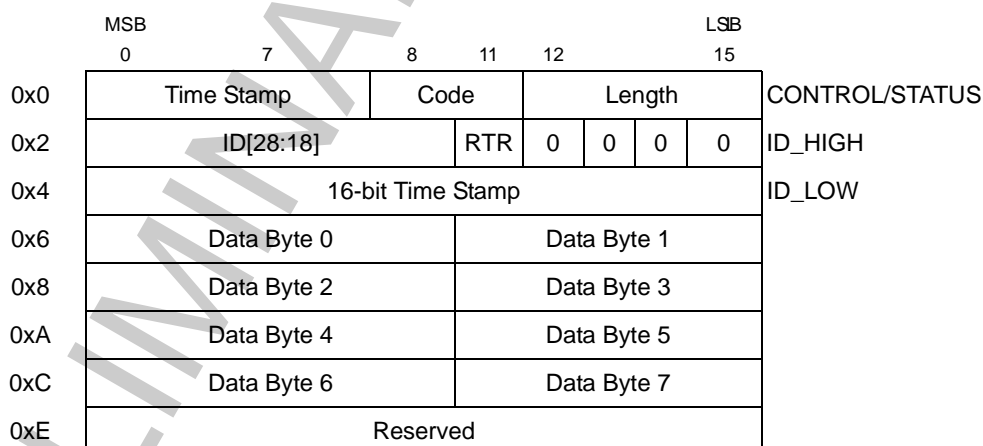 MSB LSB
0 7 8 11 12 15
0x0 Time Stamp Code Length CONTROL/STATUS
0x2 ID[28:18] RTR 0 0 0 0 ID_HIGH
0x4 16-bit Time Stamp ID_LOW
0x6 Data Byte 0 Data Byte 1
0x8 Data Byte 2 Data Byte 3
0xA Data Byte 4 Data Byte 5
0xC Data Byte 6 Data Byte 7
0xE Reserved
LIMINA